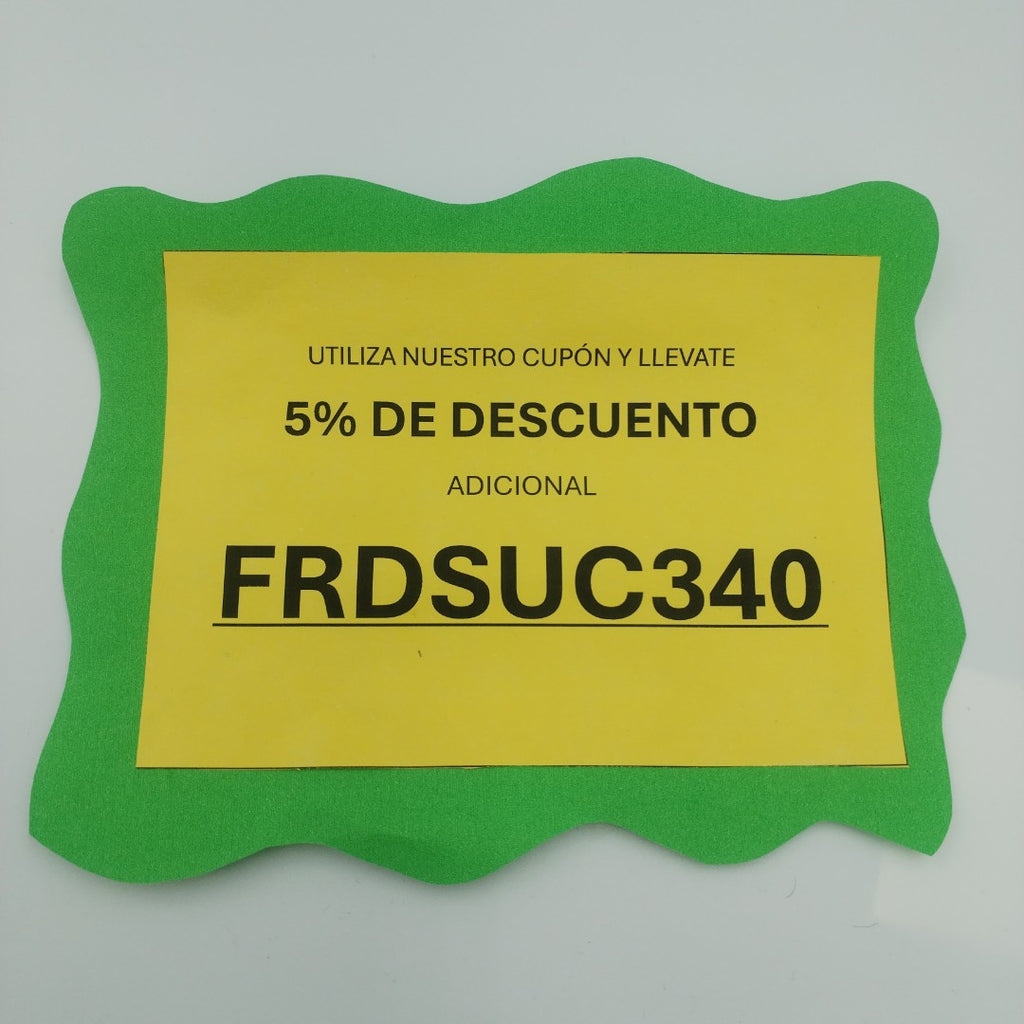 UTILIZA NUESTRO CUPÓN Y LLEVATE
5% DE DESCUENTO
ADICIONAL
FRDSUC340